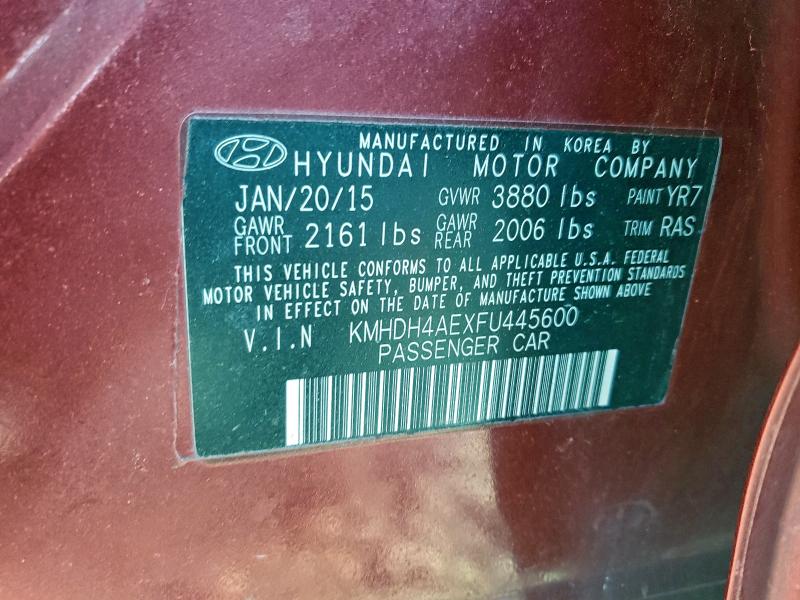 MANUFACTURED IN KOREA BY
HYUNDAI MOTOR COMPANY
JAN/20/15 GVWR 3880 lbs PAINT YR7
GAWR FRONT 2161 lbs GAWR REAR 2006 lbs TRIM RAS
THIS VEHICLE CONFORMS TO ALL APPLICABLE U.S.A. FEDERAL
MOTOR VEHICLE SAFETY, BUMPER, AND THEFT PREVENTION STANDARDS
IN EFFECT ON THE DATE OF MANUFACTURE SHOWN ABOVE
V.I.N KMHDH4AEXFU445600
PASSENGER CAR